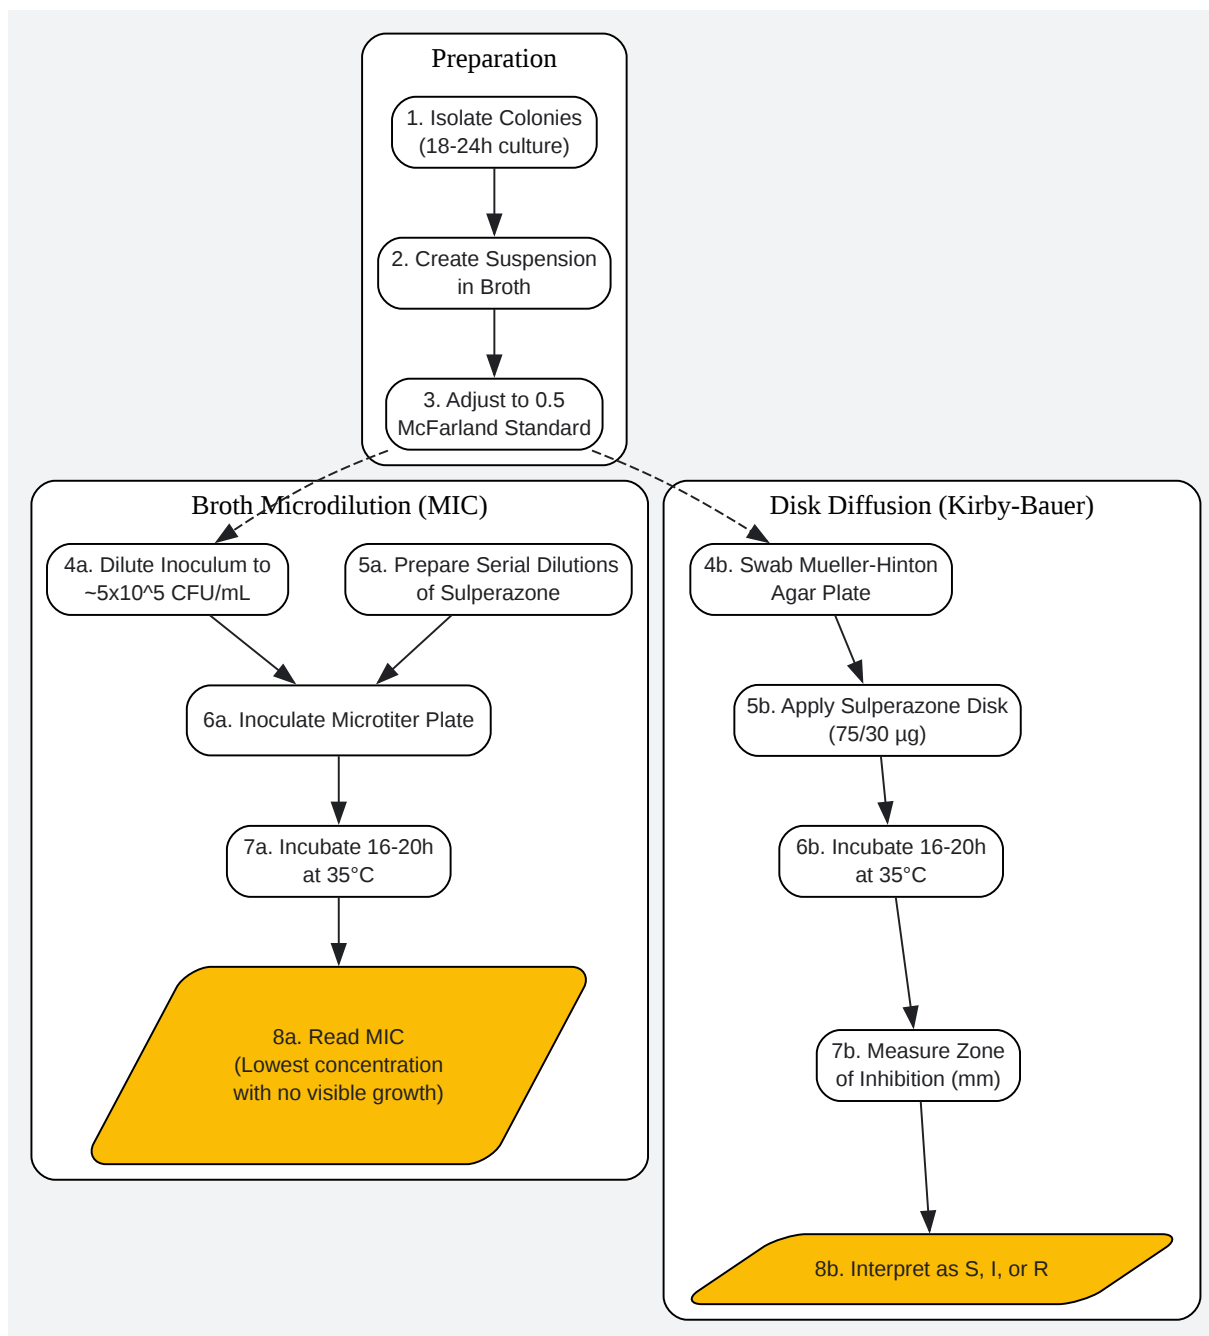 Preparation
1. Isolate Colonies
(18-24h culture)
2. Create Suspension
in Broth
3. Adjust to 0.5
McFarland Standard
Broth Microdilution (MIC)
4a. Dilute Inoculum to
~5x10^5 CFU/mL
5a. Prepare Serial Dilutions
of Sulperazone
6a. Inoculate Microtiter Plate
7a. Incubate 16-20h
at 35°C
8a. Read MIC
(Lowest concentration
with no visible growth)
Disk Diffusion (Kirby-Bauer)
4b. Swab Mueller-Hinton
Agar Plate
5b. Apply Sulperazone Disk
(75/30 µg)
6b. Incubate 16-20h
at 35°C
7b. Measure Zone
of Inhibition (mm)
8b. Interpret as S, I, or R